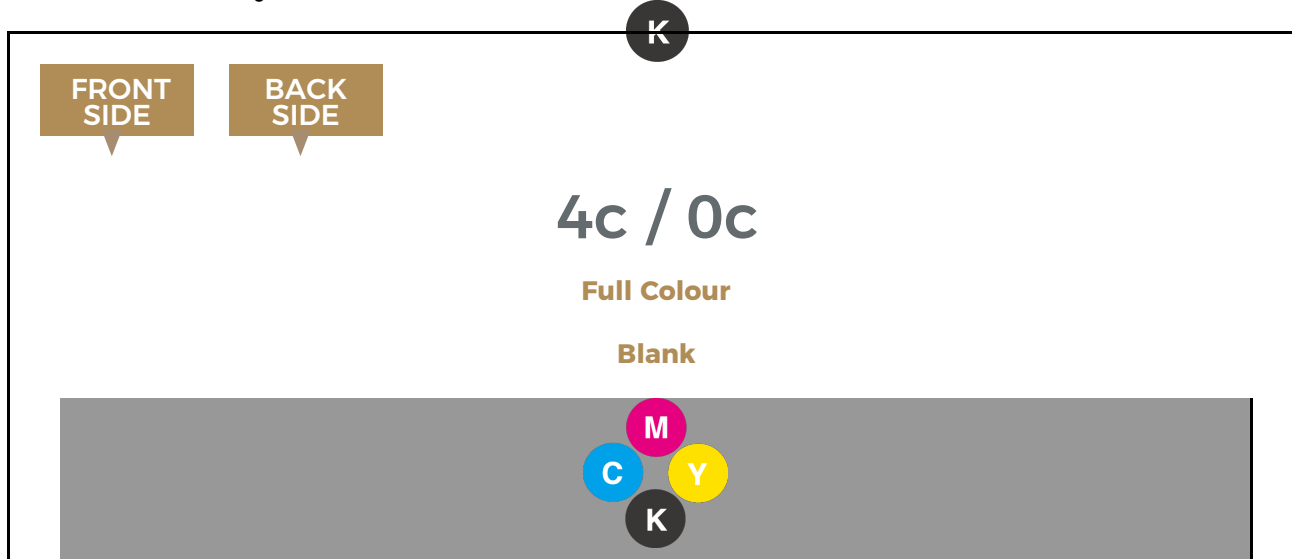 K
FRONT
SIDE
BACK
SIDE
4c / 0c
Full Colour
Blank
M
C Y
K